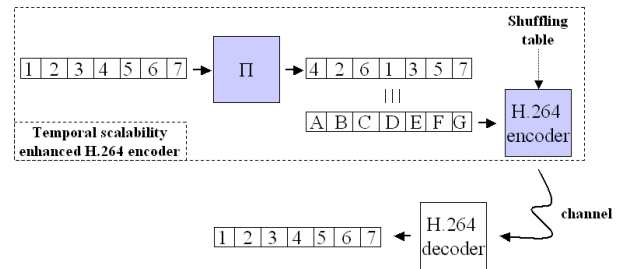 Shuffling
table
1 2 3 4 5 6 7
Π
4 2 6 1 3 5 7
A B C D E F G
H.264
encoder
Temporal scalability
enhanced H.264 encoder
channel
1 2 3 4 5 6 7
H.264
decoder